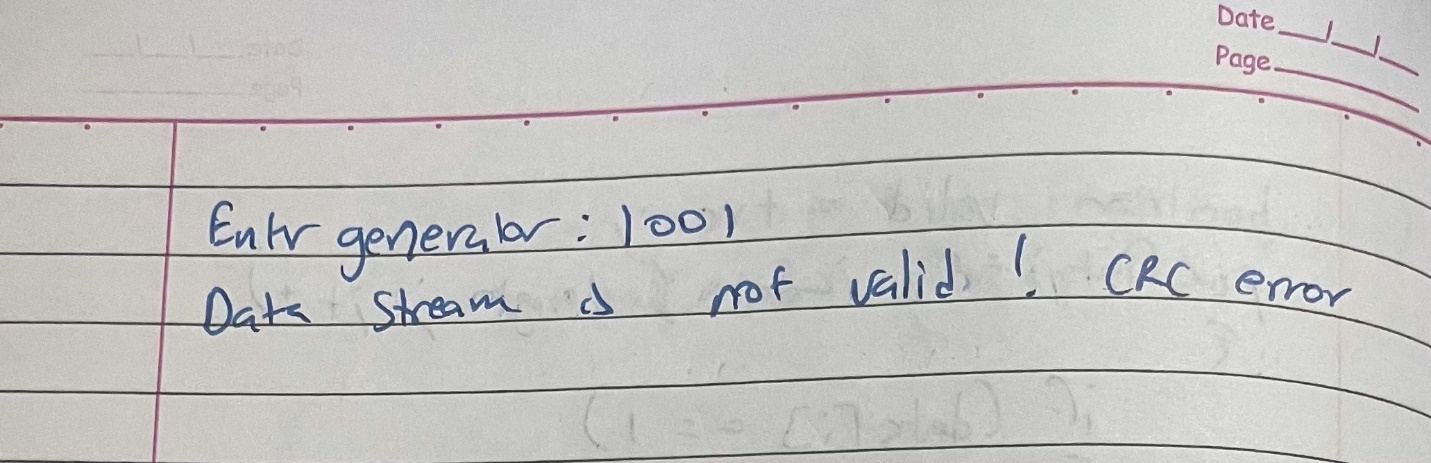 Date
Page
Entr generator : 1001
Data Stream is not valid ! CRC error